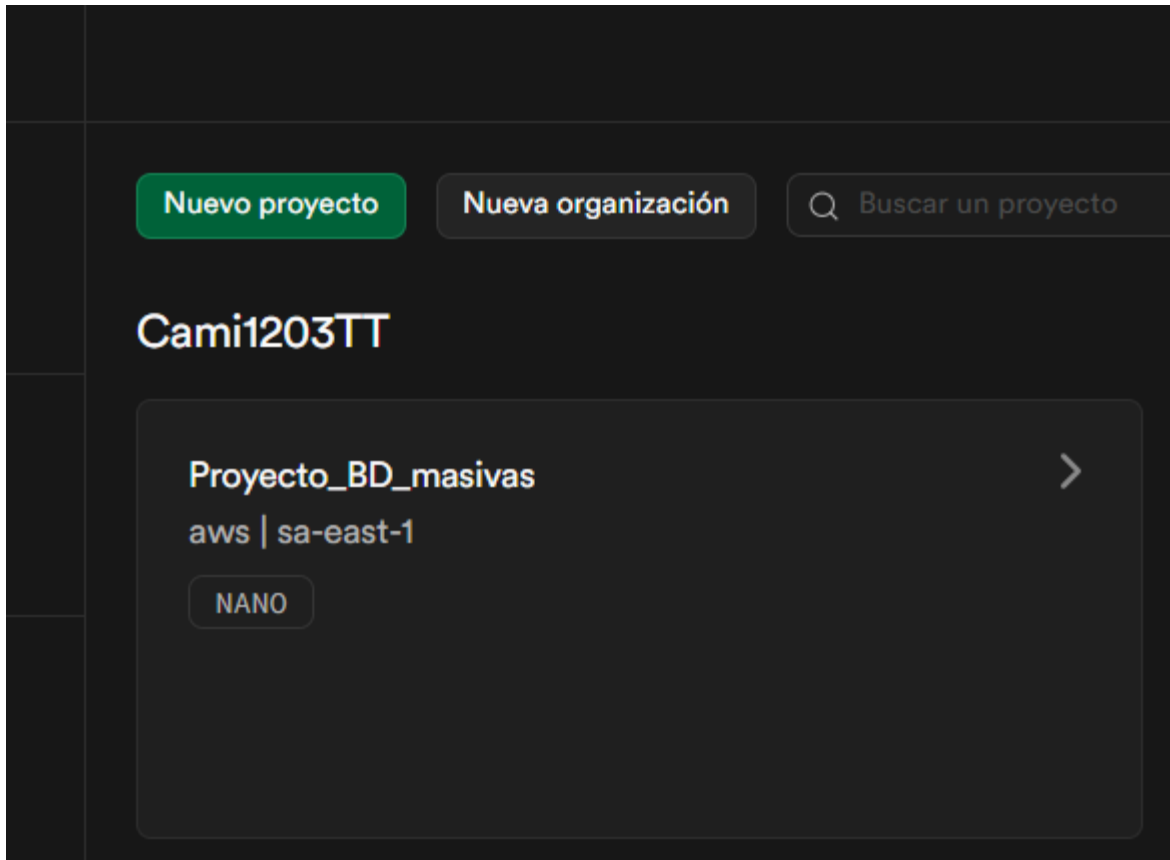 Nuevo proyecto
Nueva organización
Buscar un proyecto
Cami1203TT
Proyecto_BD_masivas
aws | sa-east-1
NANO